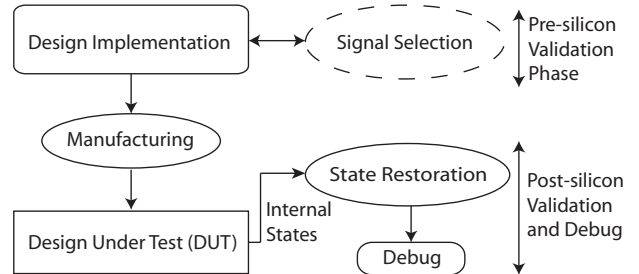 Design Implementation
Signal Selection
Pre-silicon
Validation
Phase
Manufacturing
State Restoration
Internal
States
Design Under Test (DUT)
Debug
Post-silicon
Validation
and Debug